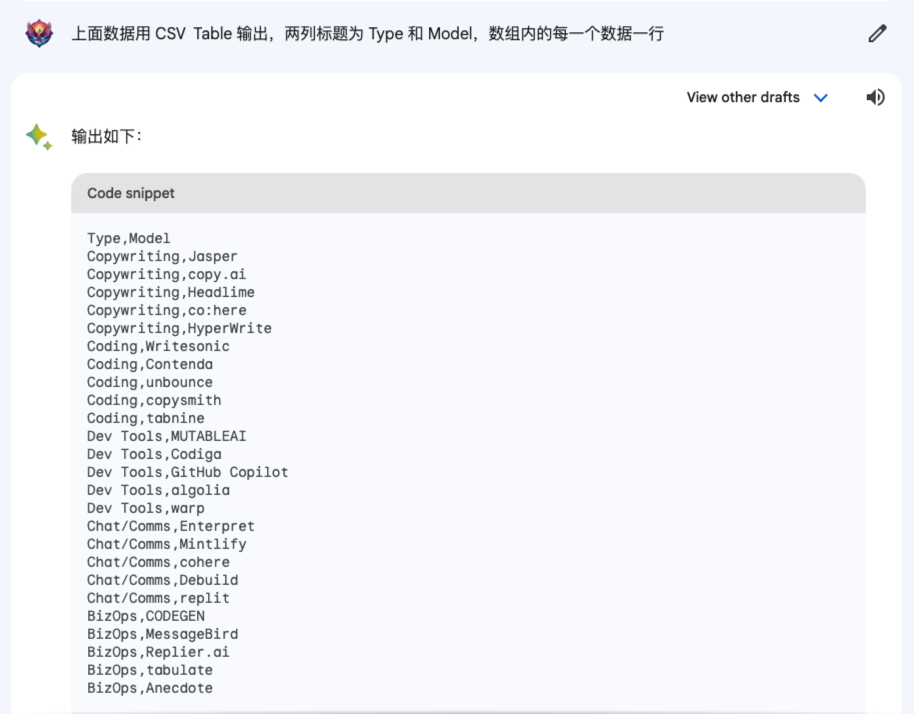 上面数据用 CSV Table 输出，两列标题为 Type 和 Model，数组内的每一个数据一行
View other drafts
输出如下：
Code snippet
Type,Model
Copywriting,Jasper
Copywriting,copy.ai
Copywriting,Headlime
Copywriting,co:here
Copywriting,HyperWrite
Coding,Writesonic
Coding,Contenda
Coding,unbounce
Coding,copysmith
Coding,tabnine
Dev Tools,MUTABLEAI
Dev Tools,Codiga
Dev Tools,GitHub Copilot
Dev Tools,algolia
Dev Tools,warp
Chat/Comms,Enterpret
Chat/Comms,Mintlify
Chat/Comms,cohere
Chat/Comms,Debuild
Chat/Comms,replit
BizOps,CODEGEN
BizOps,MessageBird
BizOps,Replier.ai
BizOps,tabulate
BizOps,Anecdote